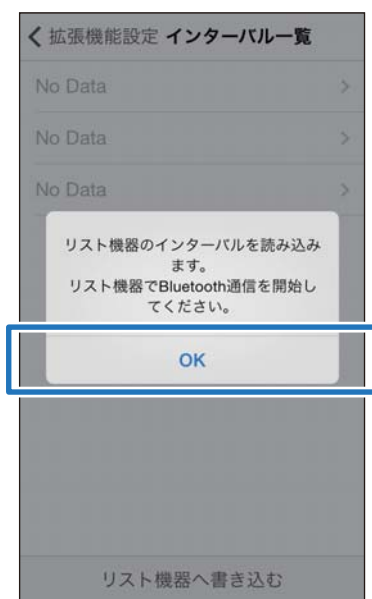 拡張機能設定 インターバル一覧
No Data
No Data
No Data
リスト機器のインターバルを読み込み
ます。
リスト機器でBluetooth通信を開始し
てください。
OK
リスト機器へ書き込む